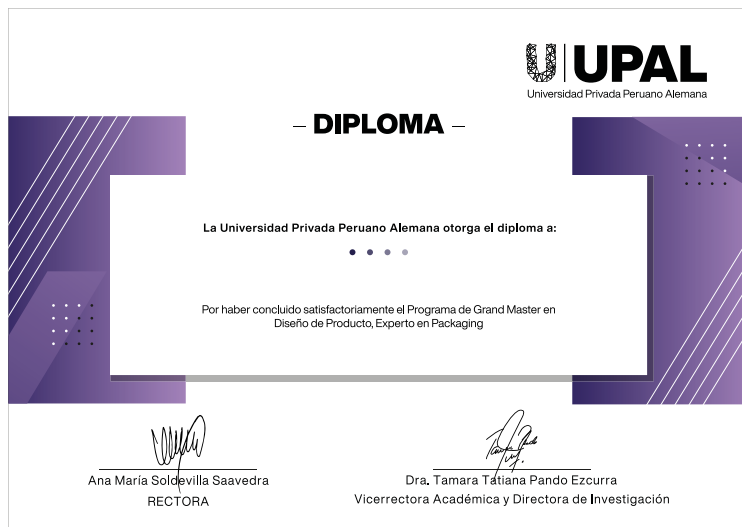 UPAL
Universidad Privada Peruano Alemana
– DIPLOMA –
La Universidad Privada Peruano Alemana otorga el diploma a:
Por haber concluido satisfactoriamente el Programa de Grand Master en
Diseño de Producto, Experto en Packaging
Ana María Soldevilla Saavedra
RECTORA
Dra. Tamara Tatiana Pando Ezcurra
Vicerrectora Académica y Directora de Investigación